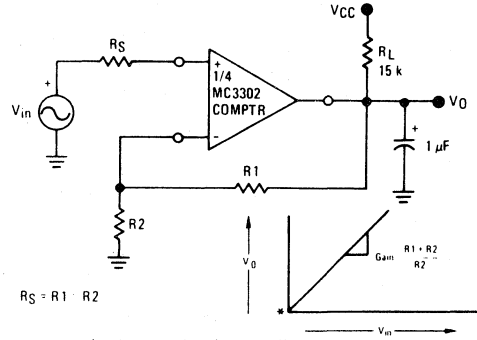 VCC
RS
RL
15 k
+
+
1/4
MC3302
COMPTR
VO
Vin
+
1 µF
−
R1
R2
VO
Gain R1 + R2
R2
RS = R1 R2
*
Vin